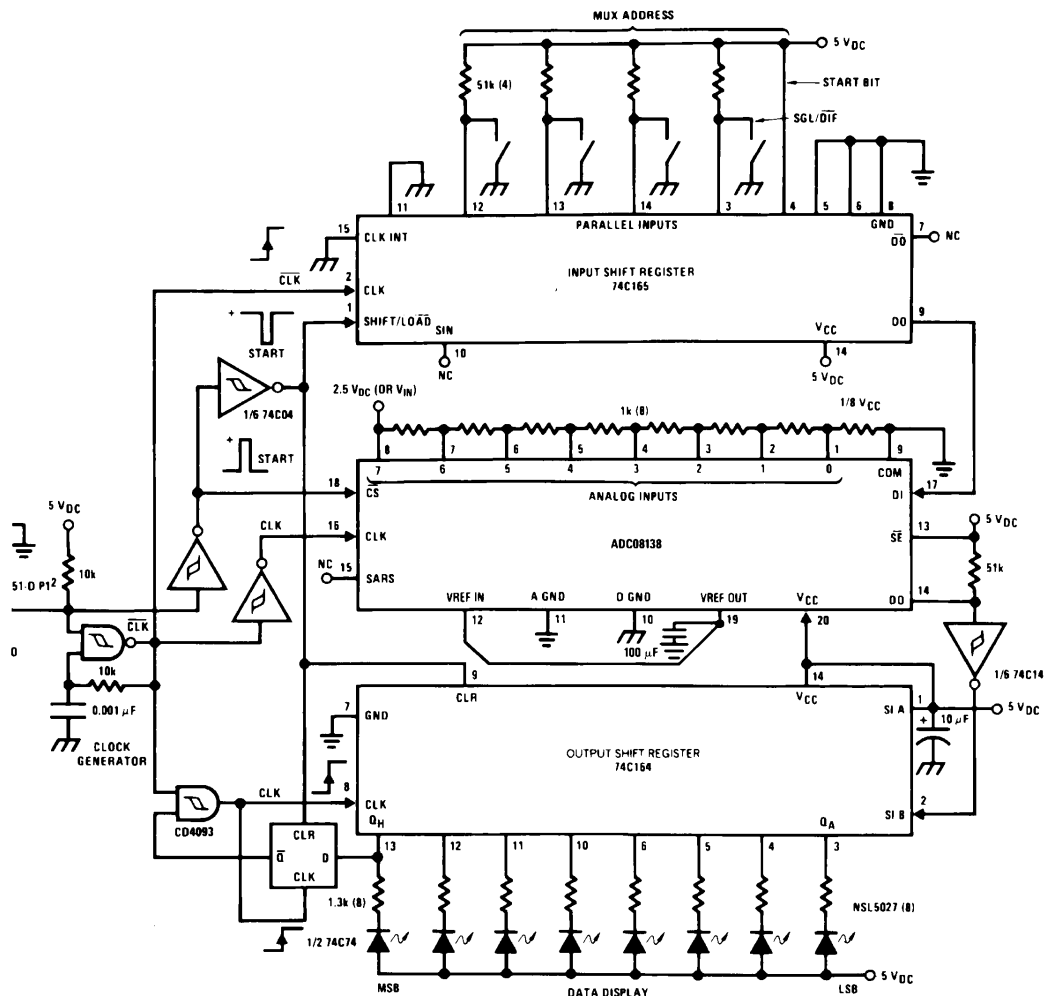 MUX ADDRESS
5 VDC
51k (4)
START BIT
SGL/DIF
11
12
13
14
3
4
5
6
8
PARALLEL INPUTS
GND
15
CLK INT
DO
7
NC
INPUT SHIFT REGISTER
74C165
CLK
2
CLK
1
SHIFT/LOAD
DO
9
+
START
SIN
VCC
10
NC
14
5 VDC
1/6 74C04
2.5 VDC (OR VIN)
1k (8)
1/8 VCC
+
START
8
7
6
5
4
3
2
1
9
7
6
5
4
3
2
1
0
COM
ANALOG INPUTS
18
CS
DI
17
5 VDC
5 VDC
CLK
16
CLK
ADC08138
SE
13
10k
51k
51-D P1²
NC
15
SARS
DO
14
CLK
VREF IN
A GND
D GND
VREF OUT
VCC
12
11
10
19
20
100 µF
O
10k
1/6 74C14
9
14
CLR
VCC
0.001 µF
7
GND
SI A
1
5 VDC
+
10 µF
CLOCK
GENERATOR
OUTPUT SHIFT REGISTER
74C164
CLK
8
CLK
SI B
2
QH
QA
CD4093
CLR
Q
D
CLK
13
12
11
10
6
5
4
3
1.3k (8)
NSL5027 (8)
1/2 74C74
MSB
DATA DISPLAY
LSB
5 VDC